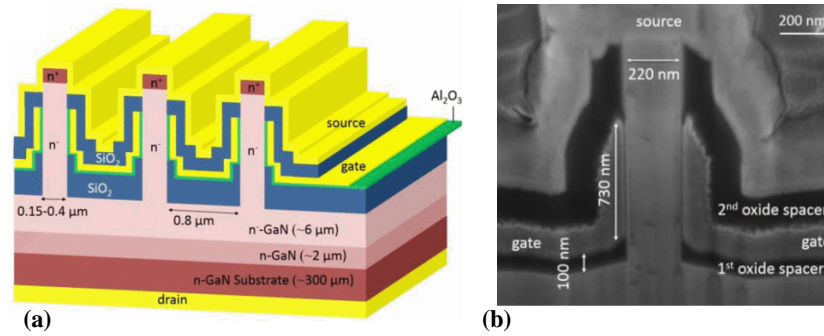 n+
n+
n+
Al2O3
n-
n-
n-
SiO2
source
gate
SiO2
0.15-0.4 µm
0.8 µm
n⁻-GaN (~6 µm)
n-GaN (~2 µm)
n-GaN Substrate (~300 µm)
drain
(a)
source
200 nm
220 nm
730 nm
2nd oxide spacer
gate
gate
100 nm
1st oxide spacer
(b)